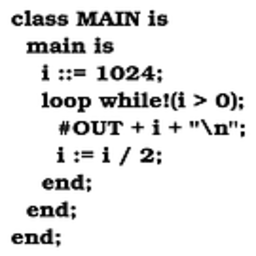 class MAIN is
main is
i ::= 1024;
loop while!(i > 0);
#OUT + i + "\n";
i := i / 2;
end;
end;
end;